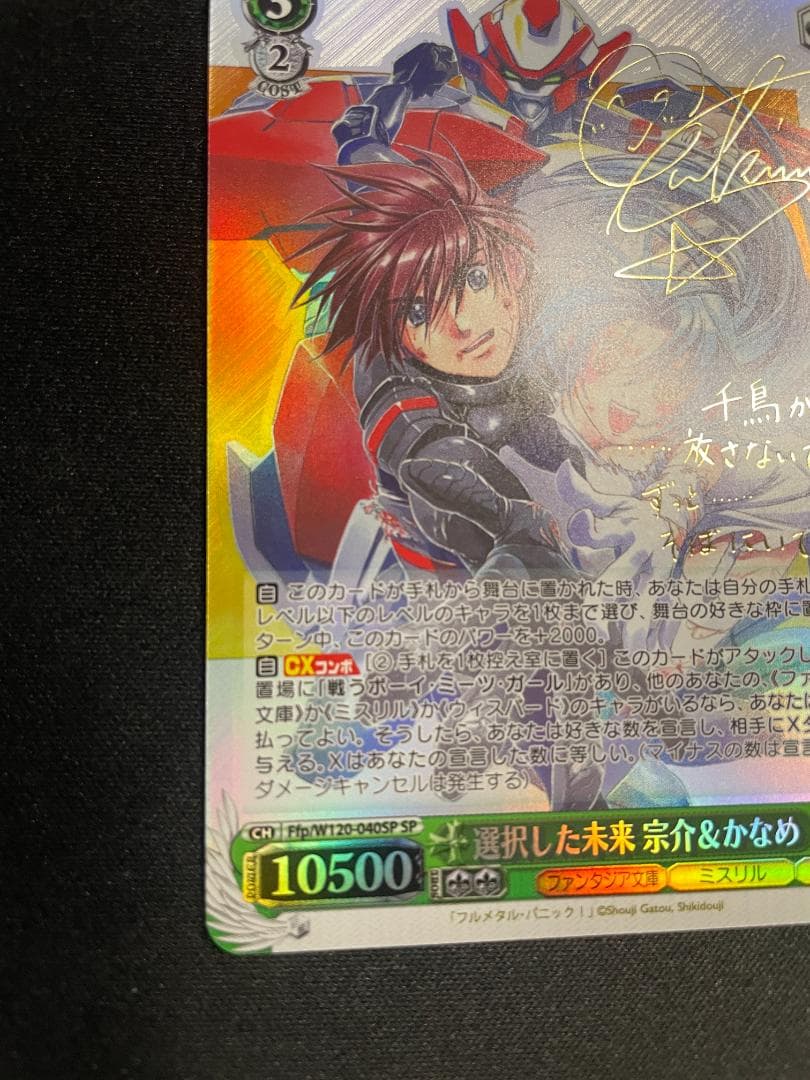 3
2
COST
千鳥か
……放さないで
ずっと……
そばにいて
自 このカードが手札から舞台に置かれた時、あなたは自分の手札
レベル以下のレベルのキャラを1枚まで選び、舞台の好きな枠に置
ターン中、このカードのパワーを+2000。
自 CXコンボ [② 手札を1枚控え室に置く] このカードがアタックし
置場に「戦うボーイ・ミーツ・ガール」があり、他のあなたの、《ファ
文庫》か《ミスリル》か《ウィスパード》のキャラがいるなら、あなたは
払ってよい。そうしたら、あなたは好きな数を宣言し、相手にXダ
与える。Xはあなたの宣言した数に等しい。(マイナスの数は宣言
ダメージキャンセルは発生する)
CH Ffp/W120-040SP SP
選択した未来 宗介&かなめ
POWER 10500 SOUL ファンタジア文庫 ミスリル
「フルメタル・パニック!」©Shouji Gatou, Shikidouji